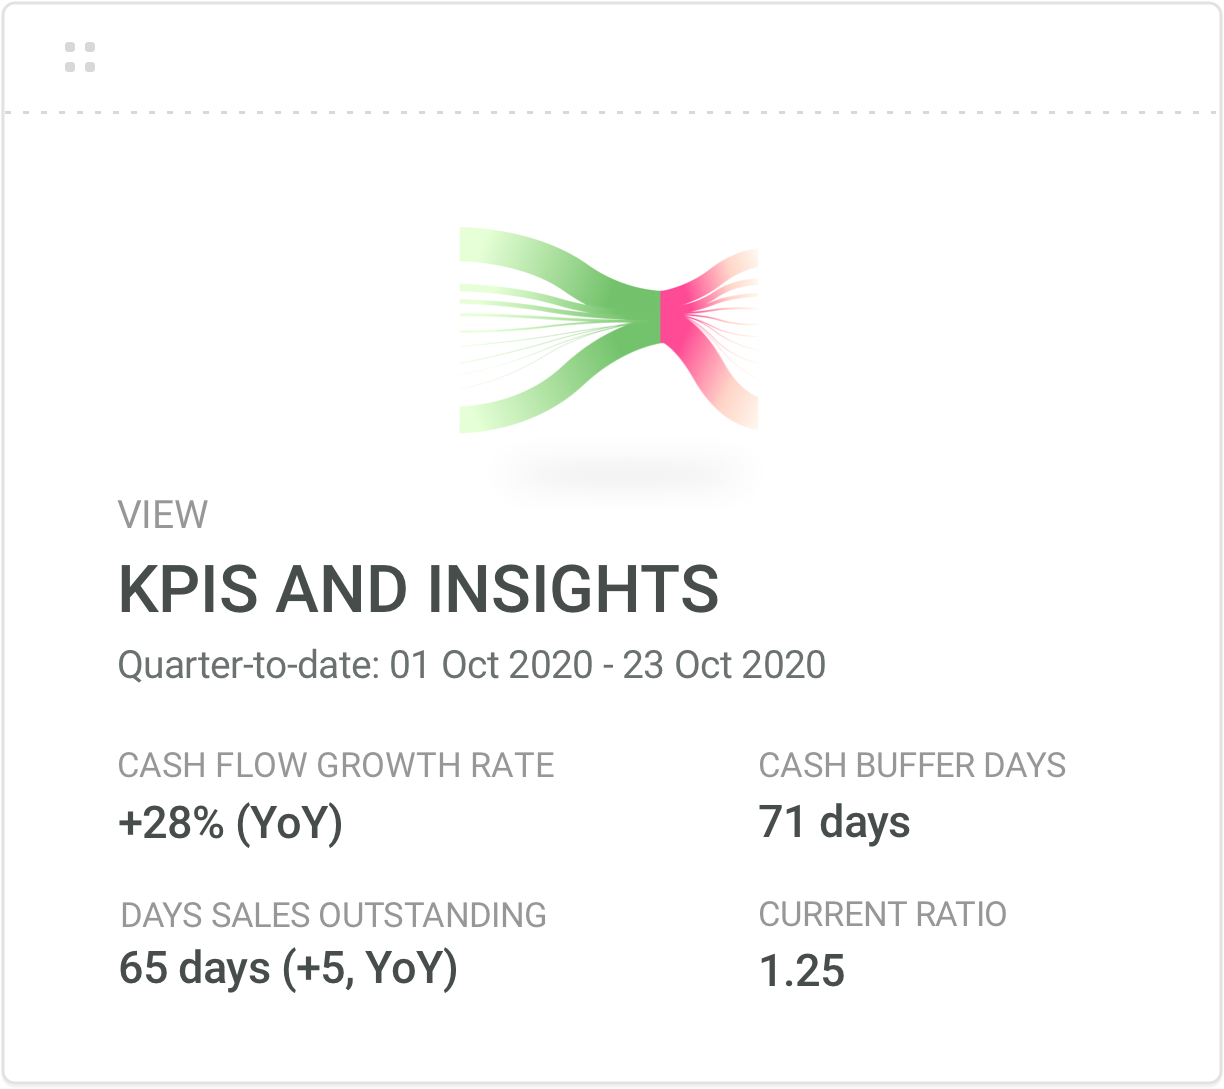 VIEW
KPIS AND INSIGHTS
Quarter-to-date: 01 Oct 2020 - 23 Oct 2020
CASH FLOW GROWTH RATE
+28% (YoY)
CASH BUFFER DAYS
71 days
DAYS SALES OUTSTANDING
65 days (+5, YoY)
CURRENT RATIO
1.25